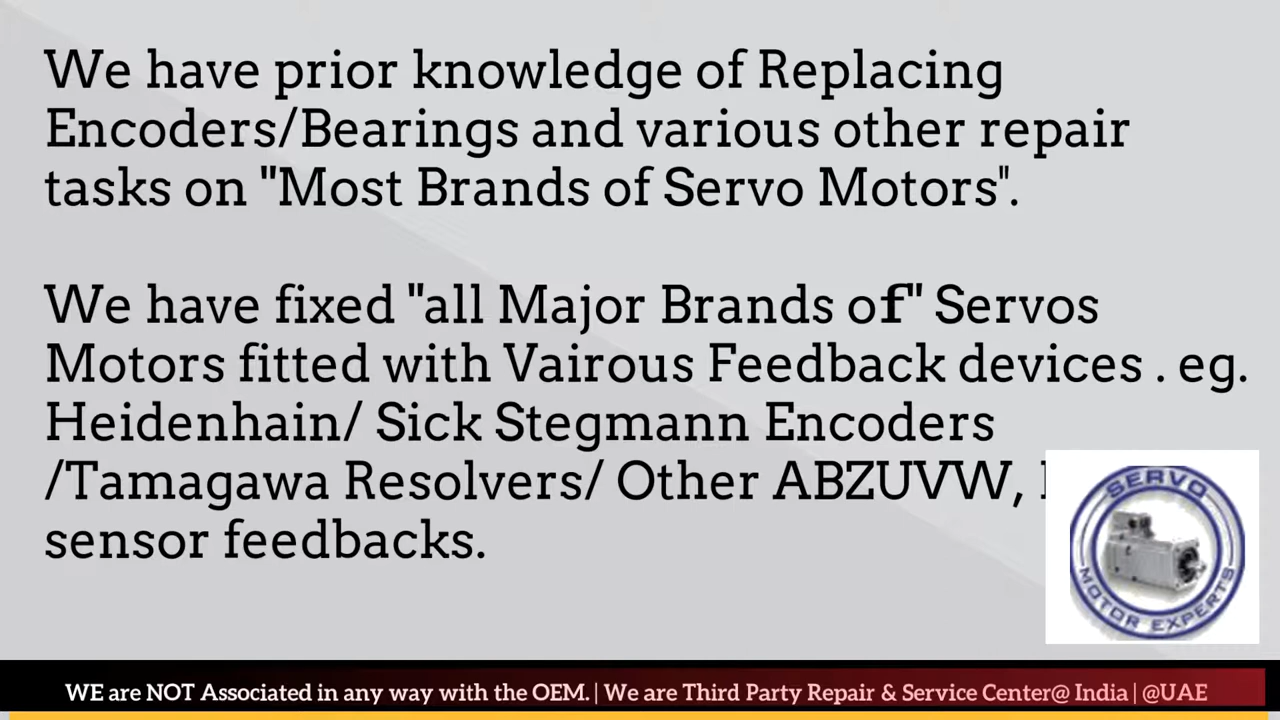 We have prior knowledge of Replacing
Encoders/Bearings and various other repair
tasks on "Most Brands of Servo Motors".
We have fixed "all Major Brands of" Servos
Motors fitted with Vairous Feedback devices . eg.
Heidenhain/ Sick Stegmann Encoders
/Tamagawa Resolvers/ Other ABZUVW,
sensor feedbacks.
SERVO
MOTOR EXPERTS
WE are NOT Associated in any way with the OEM. | We are Third Party Repair & Service Center@ India | @UAE